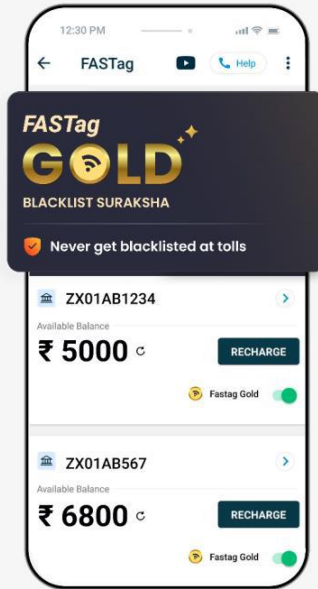 12:30 PM
FASTag
Help
FASTag
GOLD
BLACKLIST SURAKSHA
Never get blacklisted at tolls
ZX01AB1234
Available Balance
₹ 5000
RECHARGE
Fastag Gold
ZX01AB567
Available Balance
₹ 6800
RECHARGE
Fastag Gold